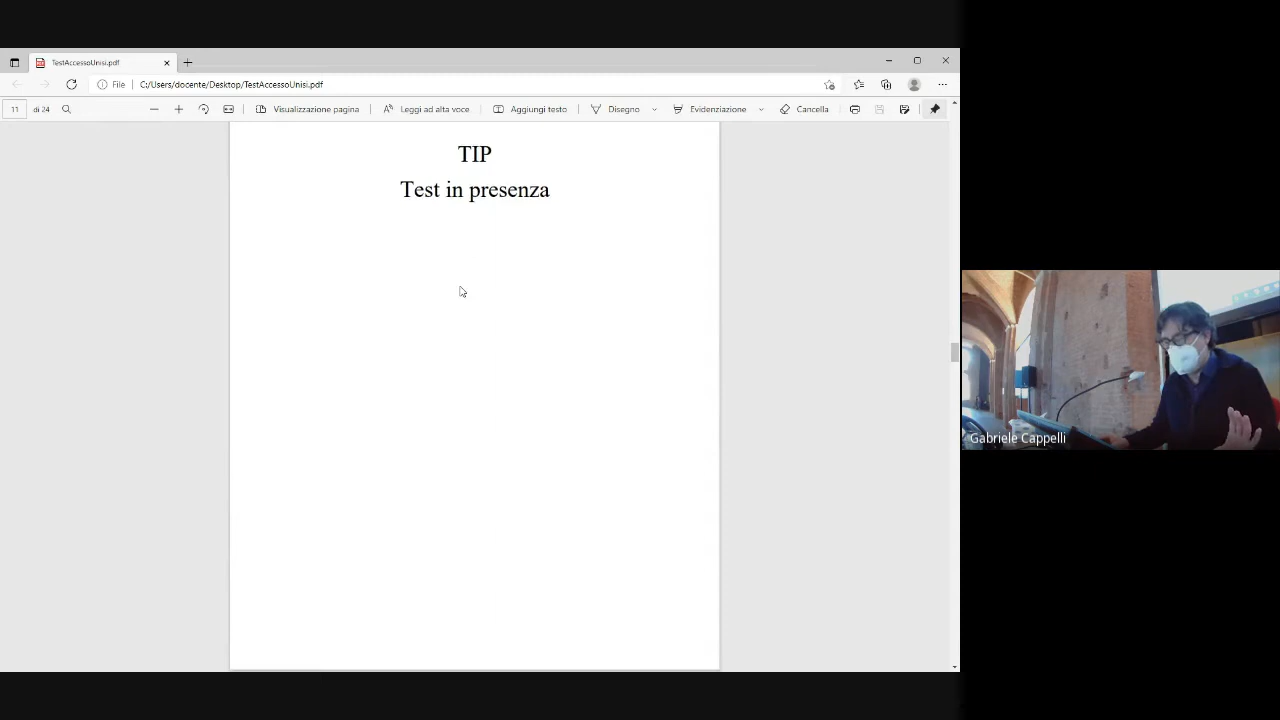 TestAccessoUnisi.pdf
File
C:/Users/docente/Desktop/TestAccessoUnisi.pdf
11
di 24
Visualizzazione pagina
Leggi ad alta voce
Aggiungi testo
Disegno
Evidenziazione
Cancella
TIP
Test in presenza
Gabriele Cappelli